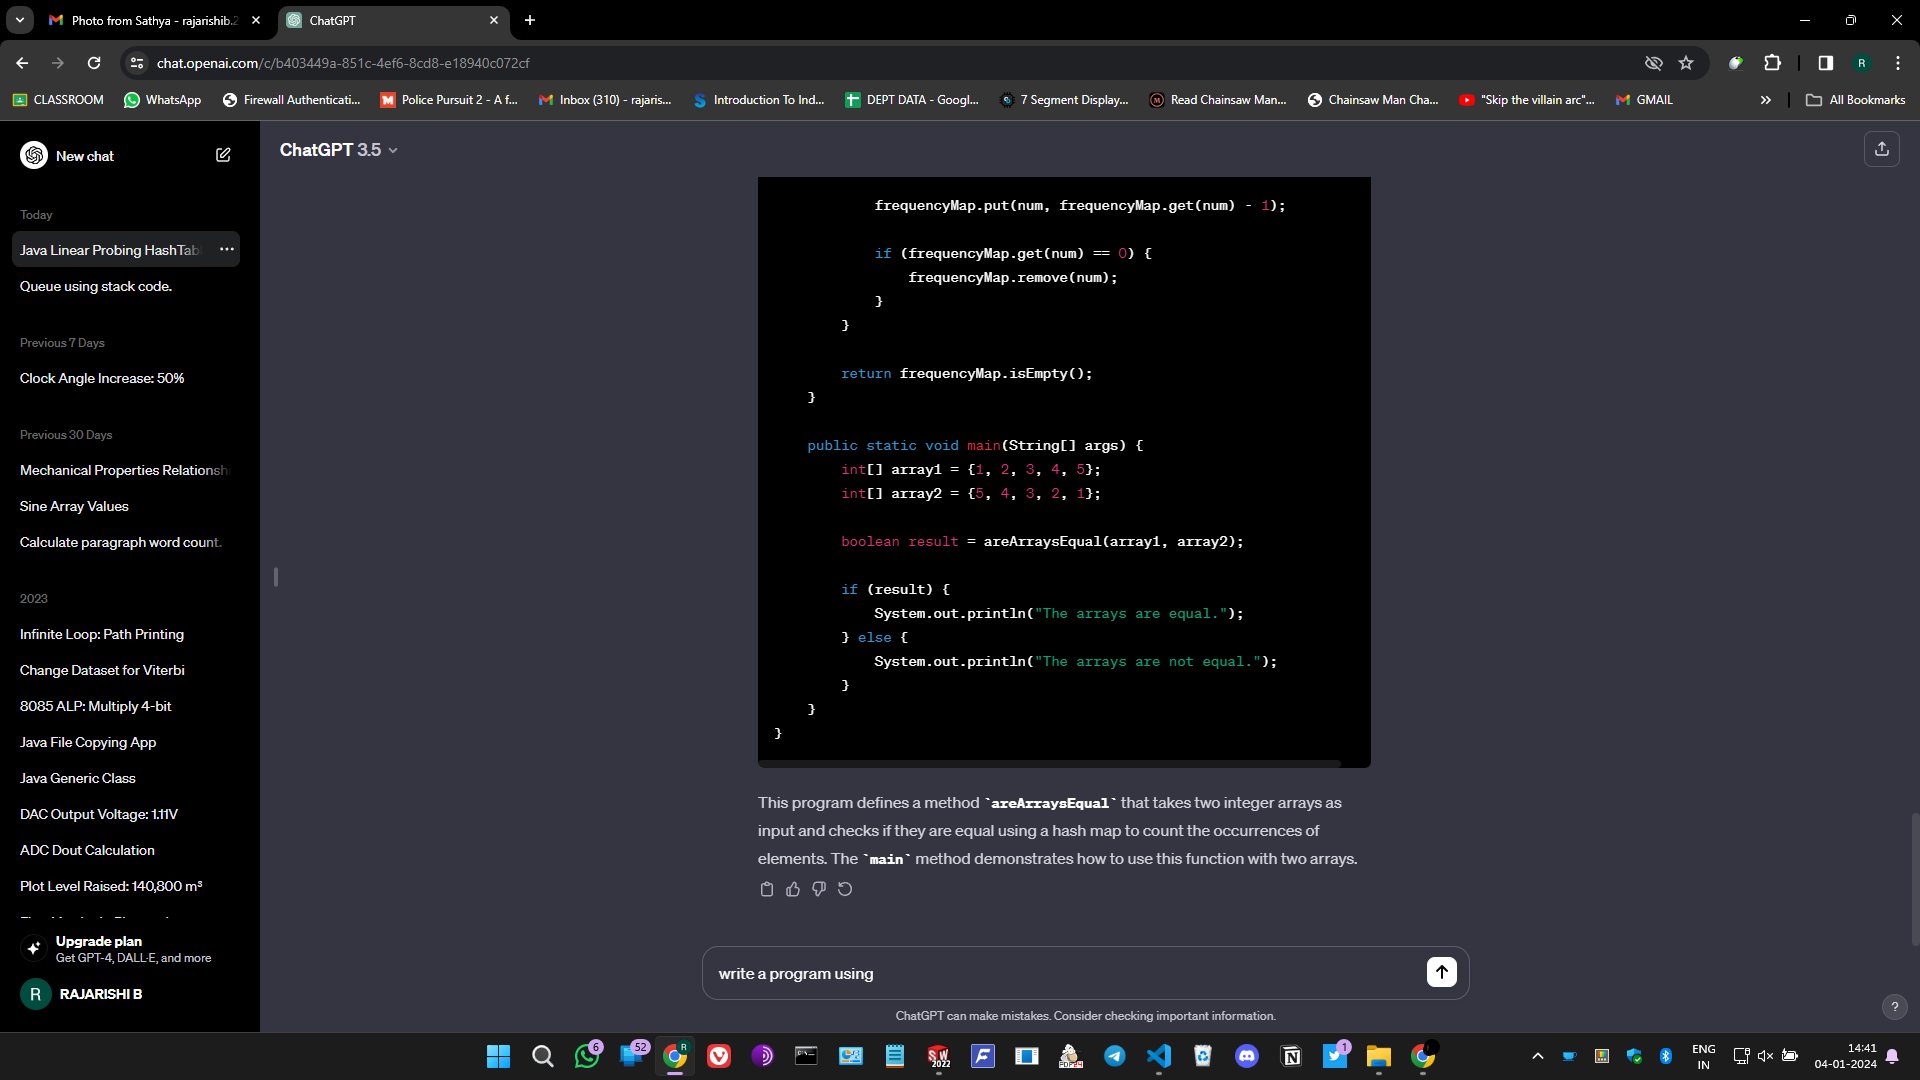 Photo from Sathya - rajarishib.2
ChatGPT
chat.openai.com/c/b403449a-851c-4ef6-8cd8-e18940c072cf
R
CLASSROOM
WhatsApp
Firewall Authenticati...
Police Pursuit 2 - A f...
Inbox (310) - rajaris...
Introduction To Ind...
DEPT DATA - Googl...
7 Segment Display...
Read Chainsaw Man...
Chainsaw Man Cha...
"Skip the villain arc"...
GMAIL
All Bookmarks
New chat
Today
Java Linear Probing HashTab
Queue using stack code.
Previous 7 Days
Clock Angle Increase: 50%
Previous 30 Days
Mechanical Properties Relationsh
Sine Array Values
Calculate paragraph word count.
2023
Infinite Loop: Path Printing
Change Dataset for Viterbi
8085 ALP: Multiply 4-bit
Java File Copying App
Java Generic Class
DAC Output Voltage: 1.11V
ADC Dout Calculation
Plot Level Raised: 140,800 m³
Upgrade plan
Get GPT-4, DALL·E, and more
R
RAJARISHI B
ChatGPT 3.5
frequencyMap.put(num, frequencyMap.get(num) - 1);
if (frequencyMap.get(num) == 0) {
frequencyMap.remove(num);
}
}
return frequencyMap.isEmpty();
}
public static void main(String[] args) {
int[] array1 = {1, 2, 3, 4, 5};
int[] array2 = {5, 4, 3, 2, 1};
boolean result = areArraysEqual(array1, array2);
if (result) {
System.out.println("The arrays are equal.");
} else {
System.out.println("The arrays are not equal.");
}
}
}
This program defines a method `areArraysEqual` that takes two integer arrays as
input and checks if they are equal using a hash map to count the occurrences of
elements. The `main` method demonstrates how to use this function with two arrays.
write a program using
ChatGPT can make mistakes. Consider checking important information.
?
6
52
R
SW
2022
F
PDF24
N
1
ENG
IN
14:41
04-01-2024